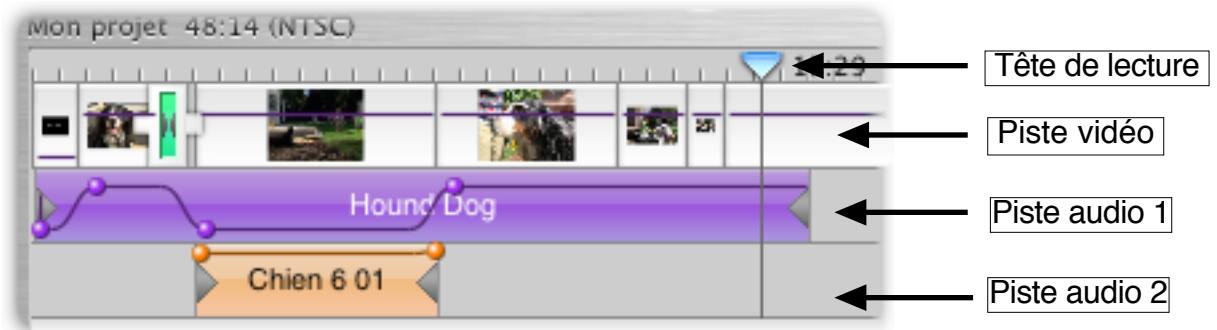 Mon projet 48:14 (NTSC)
Tête de lecture
Piste vidéo
Hound Dog
Piste audio 1
Chien 6 01
Piste audio 2